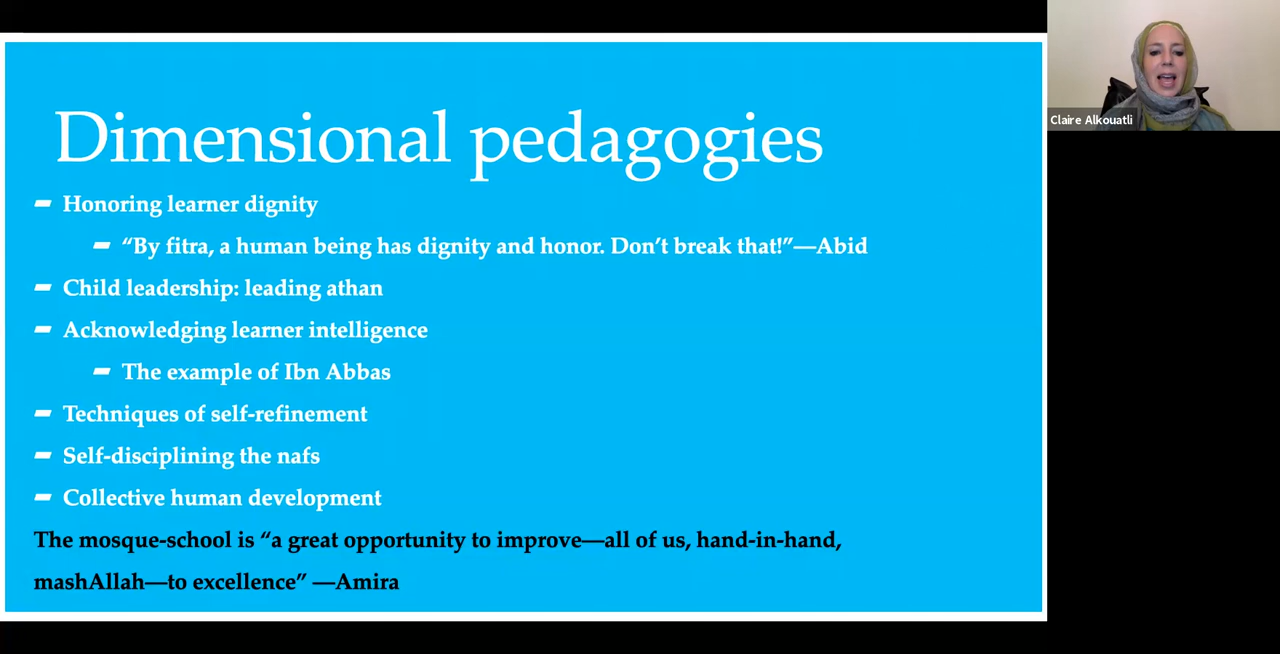 Dimensional pedagogies
Honoring learner dignity
“By fitra, a human being has dignity and honor. Don’t break that!”—Abid
Child leadership: leading athan
Acknowledging learner intelligence
The example of Ibn Abbas
Techniques of self-refinement
Self-disciplining the nafs
Collective human development
The mosque-school is “a great opportunity to improve—all of us, hand-in-hand,
mashAllah—to excellence” —Amira
Claire Alkouatli